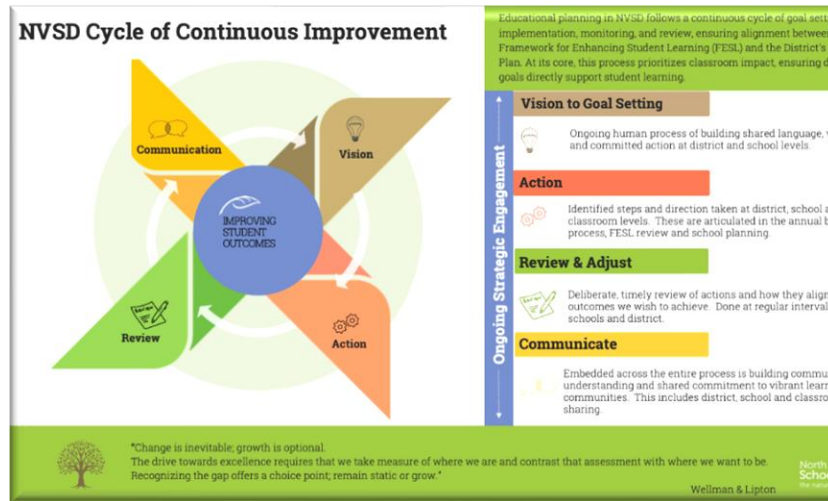 NVSD Cycle of Continuous Improvement
Communication
Vision
IMPROVING
STUDENT
OUTCOMES
Review
Action
Educational planning in NVSD follows a continuous cycle of goal
implementation, monitoring, and review, ensuring alignment between
Framework for Enhancing Student Learning (FESL) and the District's
Plan. At its core, this process prioritizes classroom impact, ensuring
goals directly support student learning.
Ongoing Strategic Engagement
Vision to Goal Setting
Ongoing human process of building shared language,
and committed action at district and school levels.
Action
Identified steps and direction taken at district, school
classroom levels. These are articulated in the annual
process, FESL review and school planning.
Review & Adjust
Deliberate, timely review of actions and how they
outcomes we wish to achieve. Done at regular
schools and district.
Communicate
Embedded across the entire process is building
understanding and shared commitment to vibrant
communities. This includes district, school and
sharing.
"Change is inevitable; growth is optional.
The drive towards excellence requires that we take measure of where we are and contrast that assessment with where we want to be.
Recognizing the gap offers a choice point; remain static or grow."
Wellman & Lipton
North